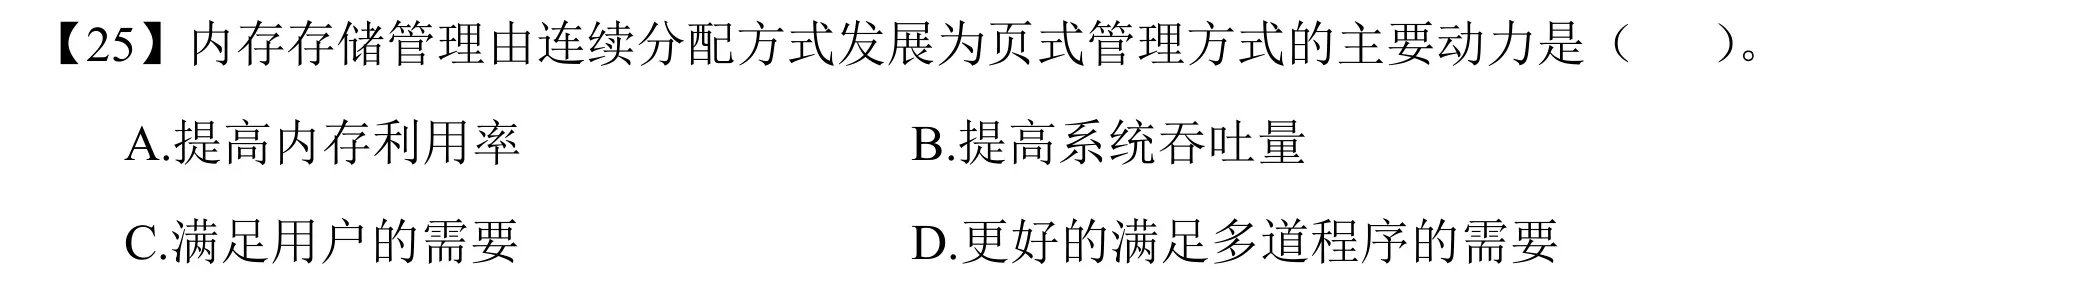 【25】内存存储管理由连续分配方式发展为页式管理方式的主要动力是（ ）。
A.提高内存利用率 B.提高系统吞吐量
C.满足用户的需要 D.更好的满足多道程序的需要